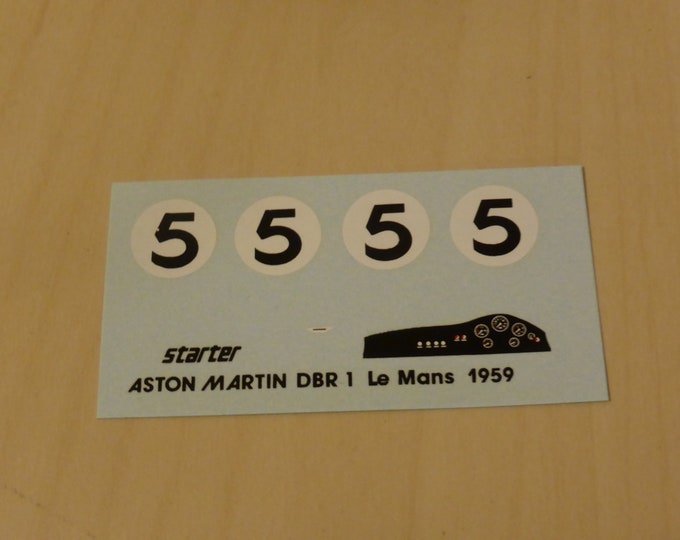 5 5 5 5
starter
ASTON MARTIN DBR 1 Le Mans 1959